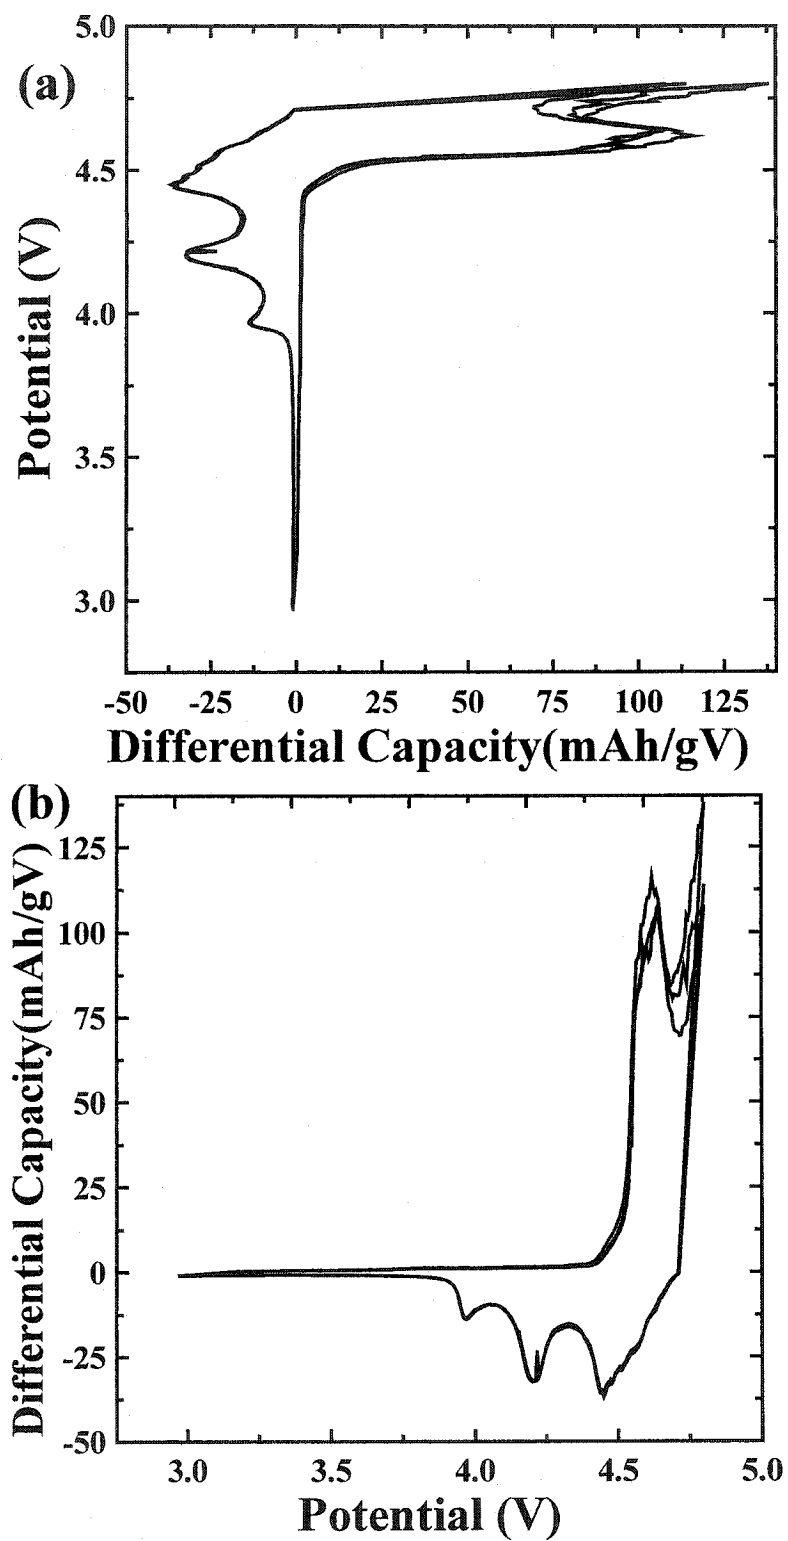 (a)
5.0
4.5
4.0
3.5
3.0
Potential (V)
-50 -25 0 25 50 75 100 125
Differential Capacity(mAh/gV)
(b)
125
100
75
50
25
0
-25
-50
Differential Capacity(mAh/gV)
3.0 3.5 4.0 4.5 5.0
Potential (V)